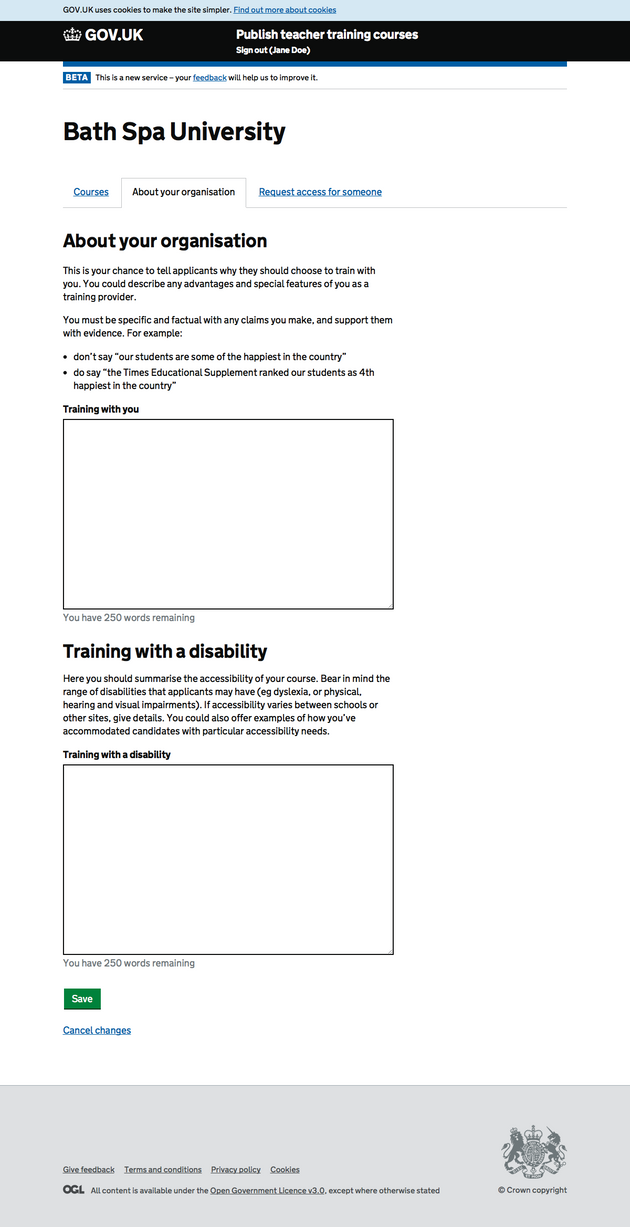 GOV.UK uses cookies to make the site simpler. Find out more about cookies
GOV.UK
Publish teacher training courses
Sign out (Jane Doe)
BETA This is a new service – your feedback will help us to improve it.
Bath Spa University
Courses
About your organisation
Request access for someone
About your organisation
This is your chance to tell applicants why they should choose to train with
you. You could describe any advantages and special features of you as a
training provider.
You must be specific and factual with any claims you make, and support them
with evidence. For example:
• don’t say “our students are some of the happiest in the country”
• do say “the Times Educational Supplement ranked our students as 4th
happiest in the country”
Training with you
You have 250 words remaining
Training with a disability
Here you should summarise the accessibility of your course. Bear in mind the
range of disabilities that applicants may have (eg dyslexia, or physical,
hearing and visual impairments). If accessibility varies between schools or
other sites, give details. You could also offer examples of how you’ve
accommodated candidates with particular accessibility needs.
Training with a disability
You have 250 words remaining
Save
Cancel changes
Give feedback Terms and conditions Privacy policy Cookies
OGL All content is available under the Open Government Licence v3.0, except where otherwise stated
© Crown copyright